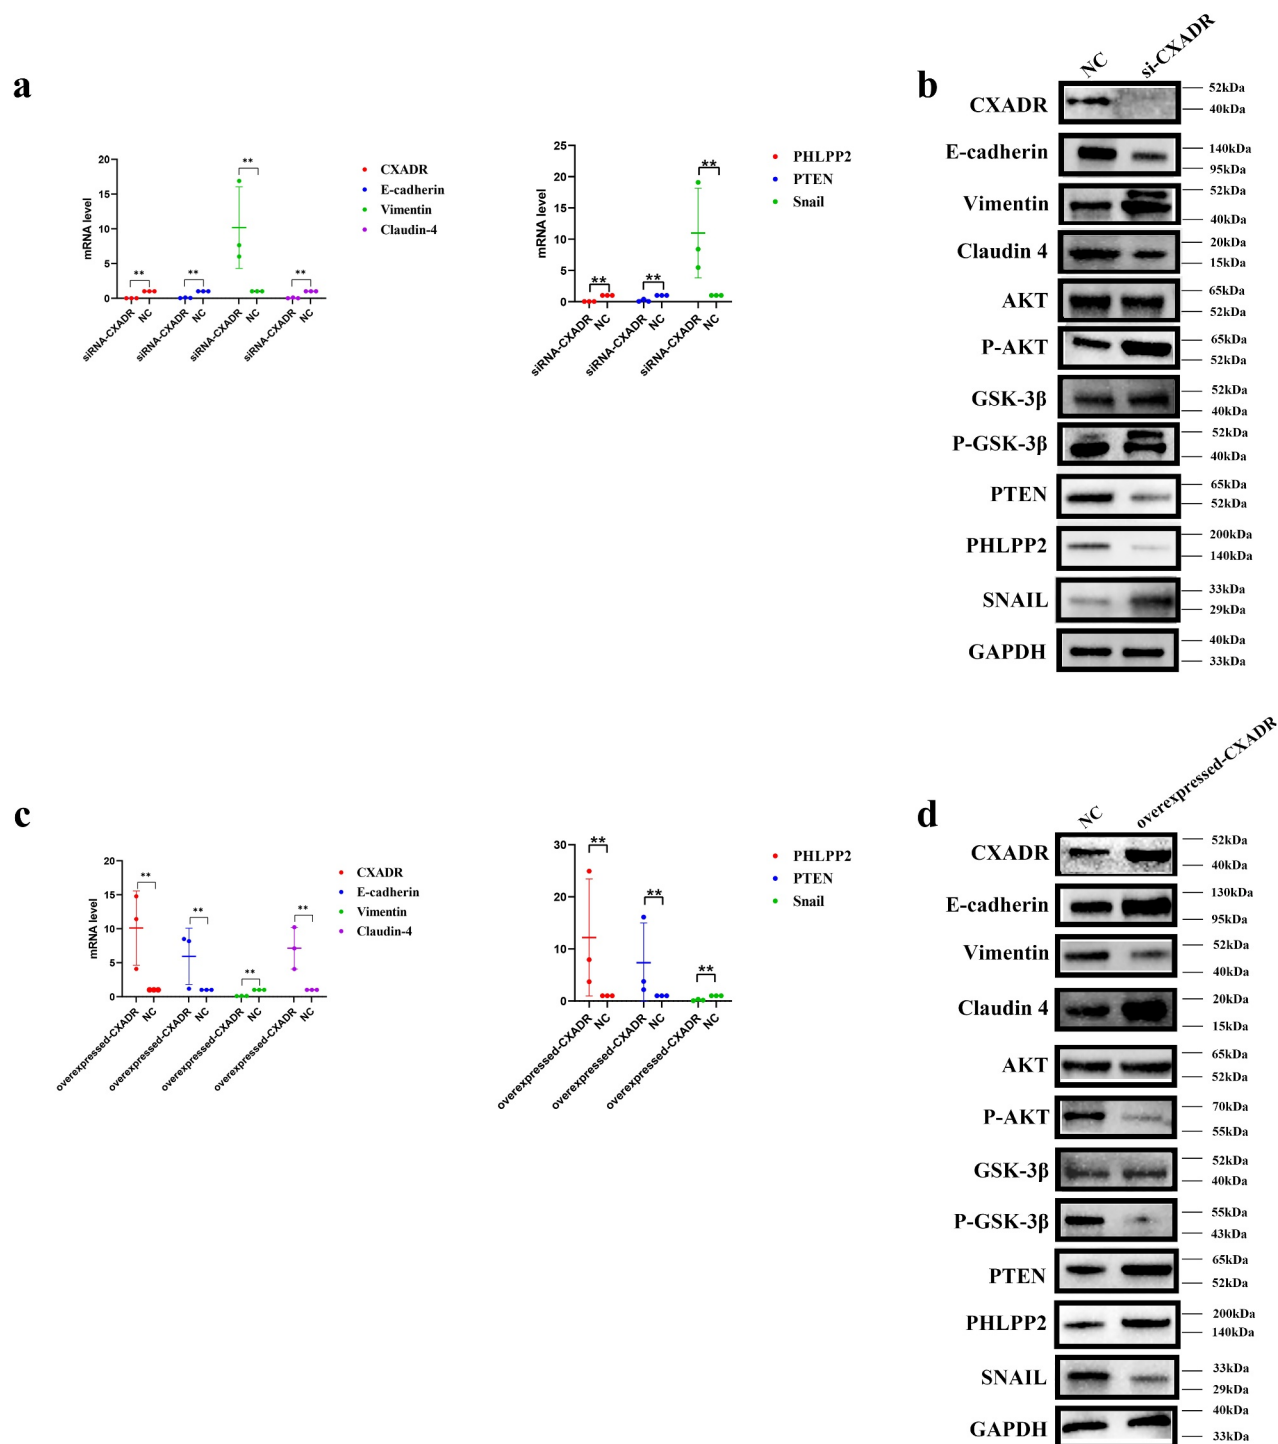 a
20
15
10
5
0
mRNA level
**
**
**
**
siRNA-CXADR
NC
siRNA-CXADR
NC
siRNA-CXADR
NC
siRNA-CXADR
NC
CXADR
E-cadherin
Vimentin
Claudin-4
25
20
15
10
5
0
mRNA level
**
**
**
siRNA-CXADR
NC
siRNA-CXADR
NC
siRNA-CXADR
NC
PHLPP2
PTEN
Snail
b
NC
si-CXADR
CXADR
52kDa
40kDa
E-cadherin
140kDa
95kDa
Vimentin
52kDa
40kDa
Claudin 4
20kDa
15kDa
AKT
65kDa
52kDa
P-AKT
65kDa
52kDa
GSK-3β
52kDa
40kDa
P-GSK-3β
52kDa
40kDa
PTEN
65kDa
52kDa
PHLPP2
200kDa
140kDa
SNAIL
33kDa
29kDa
GAPDH
40kDa
33kDa
c
20
15
10
5
0
mRNA level
**
**
**
**
overexpressed-CXADR
NC
overexpressed-CXADR
NC
overexpressed-CXADR
NC
overexpressed-CXADR
NC
CXADR
E-cadherin
Vimentin
Claudin-4
30
20
10
0
**
**
**
overexpressed-CXADR
NC
overexpressed-CXADR
NC
overexpressed-CXADR
NC
PHLPP2
PTEN
Snail
d
NC
overexpressed-CXADR
CXADR
52kDa
40kDa
E-cadherin
130kDa
95kDa
Vimentin
52kDa
40kDa
Claudin 4
20kDa
15kDa
AKT
65kDa
52kDa
P-AKT
70kDa
55kDa
GSK-3β
52kDa
40kDa
P-GSK-3β
55kDa
43kDa
PTEN
65kDa
52kDa
PHLPP2
200kDa
140kDa
SNAIL
33kDa
29kDa
GAPDH
40kDa
33kDa